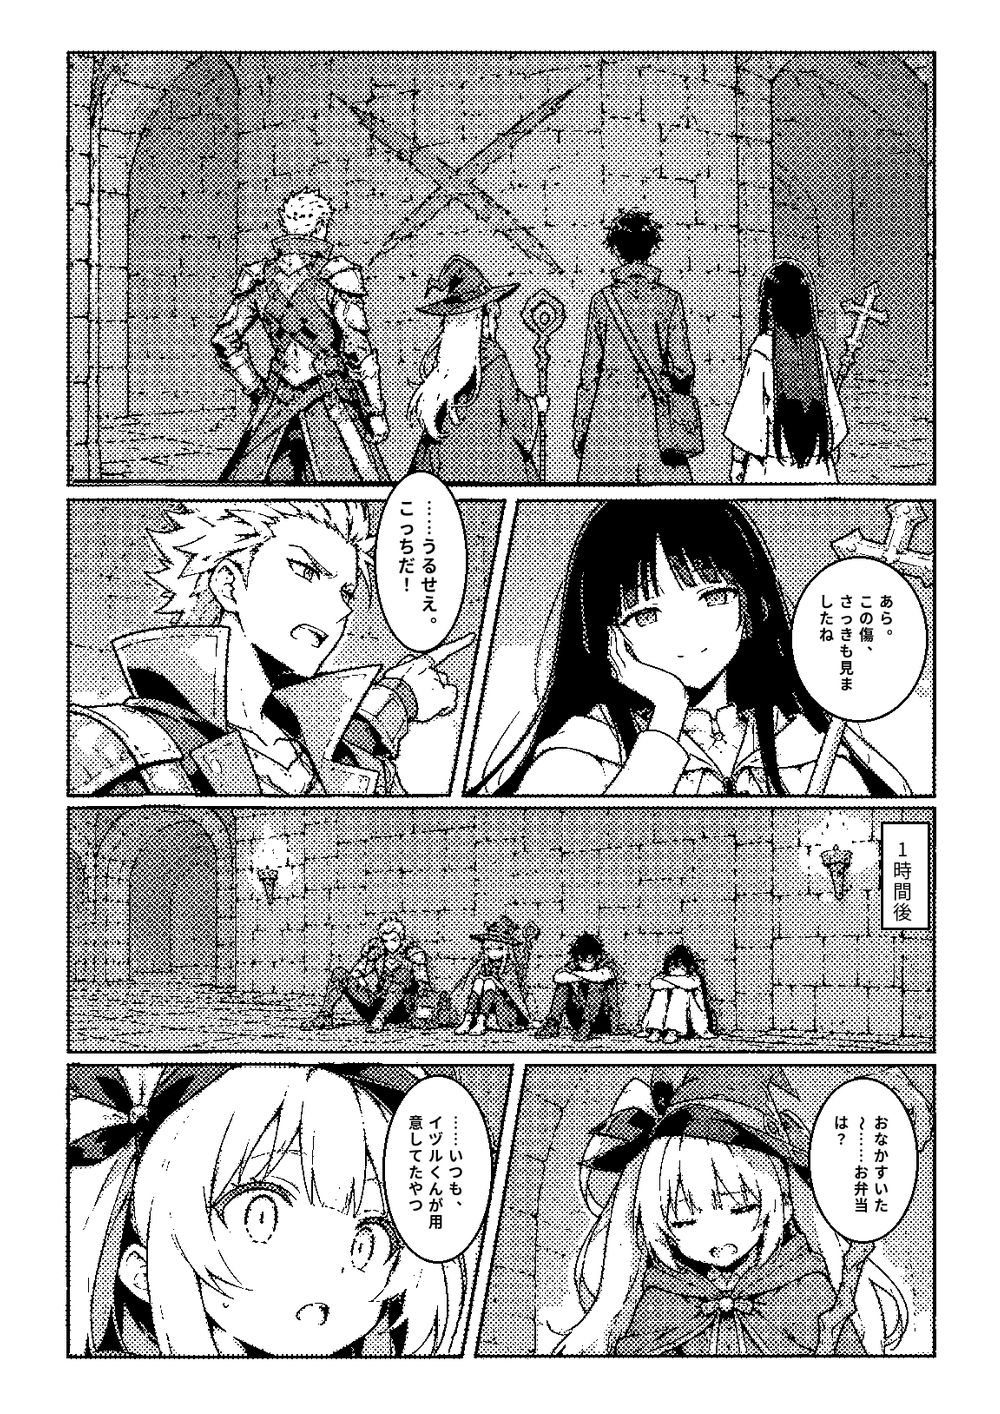 あら。
この傷、
さっきも見ま
したね
……うるせえ。
こっちだ！
1時間後
おなかすいた
～……お弁当
は？
……いつも、
イヅルくんが用
意してたやつ